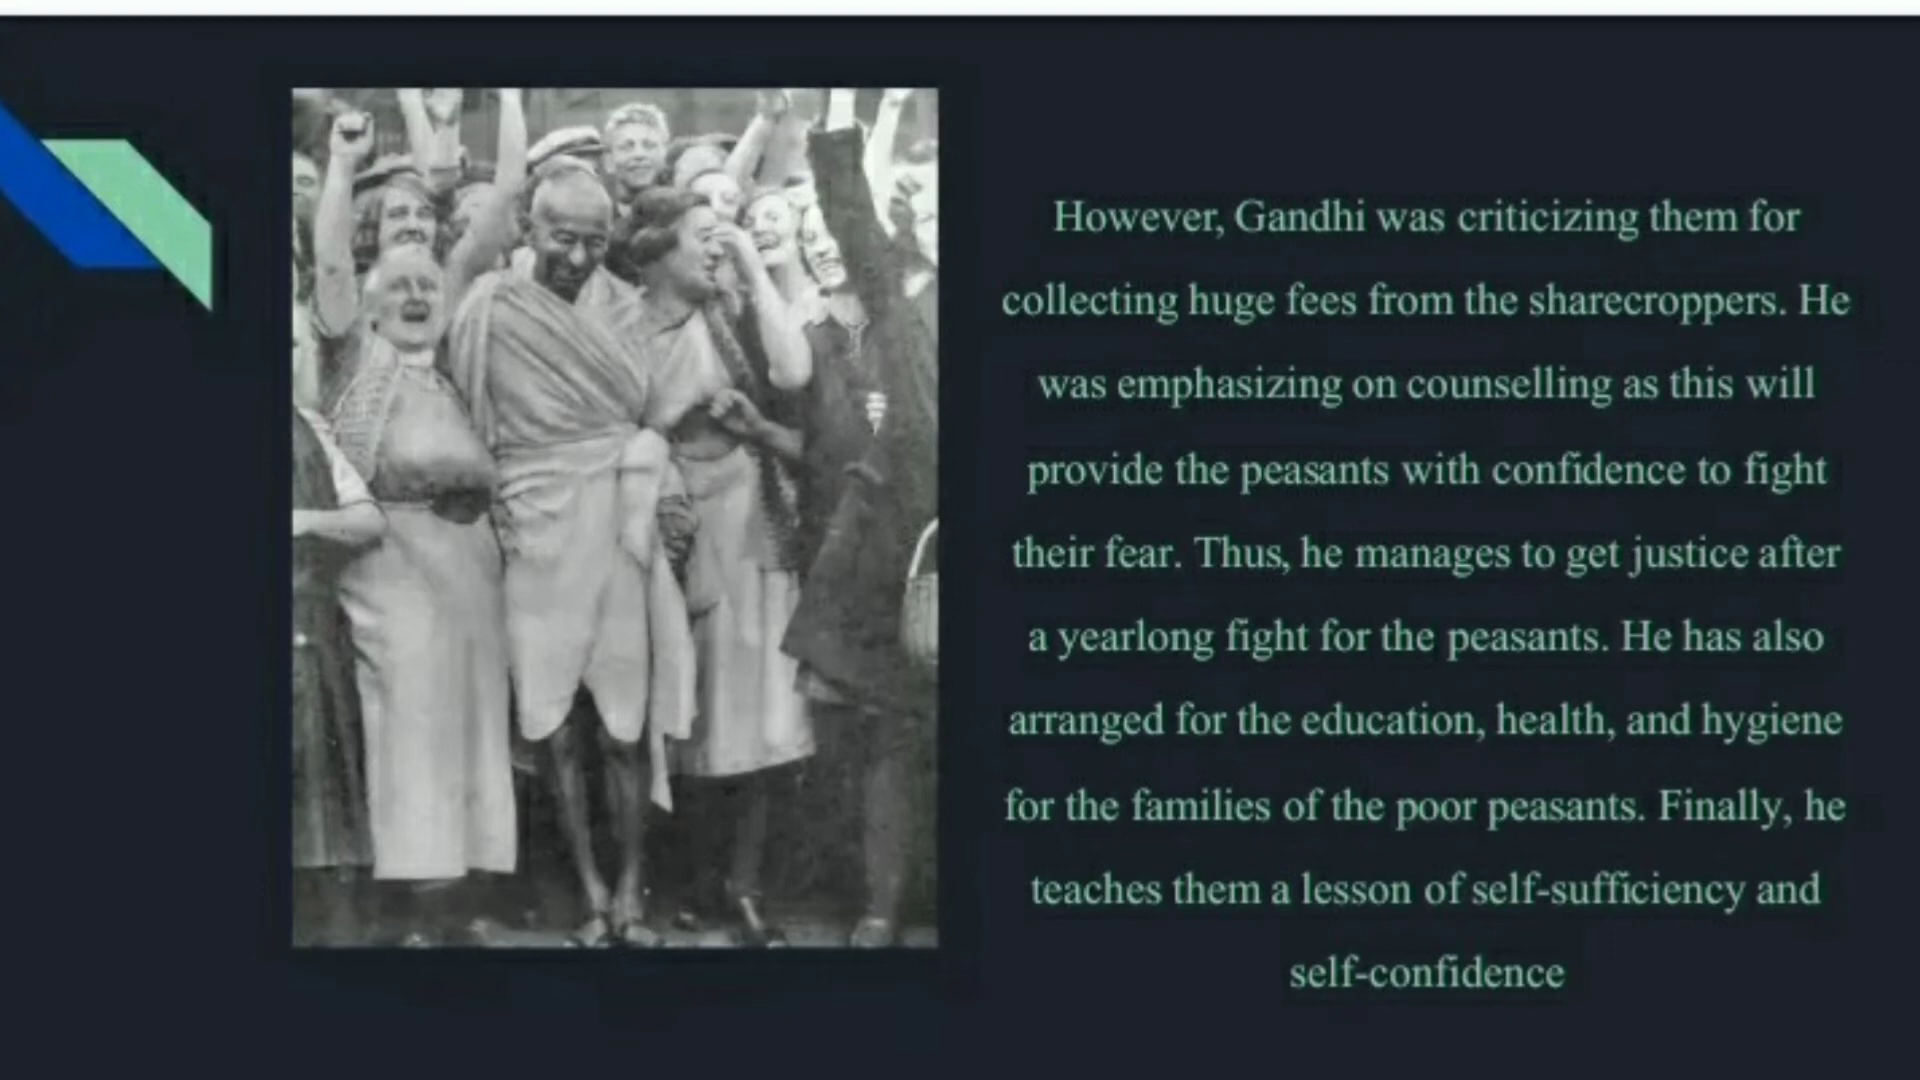 However, Gandhi was criticizing them for
collecting huge fees from the sharecroppers. He
was emphasizing on counselling as this will
provide the peasants with confidence to fight
their fear. Thus, he manages to get justice after
a yearlong fight for the peasants. He has also
arranged for the education, health, and hygiene
for the families of the poor peasants. Finally, he
teaches them a lesson of self-sufficiency and
self-confidence